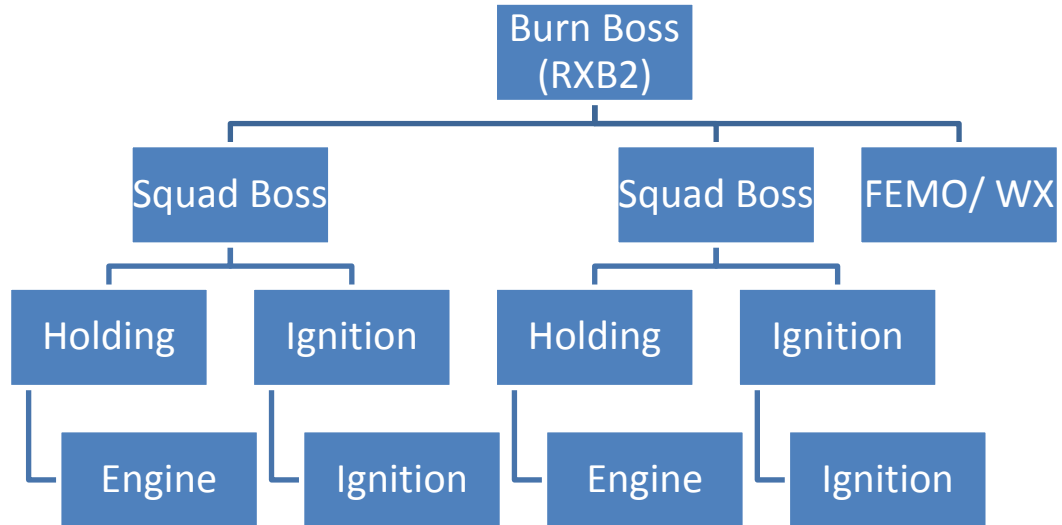 Burn Boss
(RXB2)
Squad Boss
Squad Boss
FEMO/ WX
Holding
Ignition
Holding
Ignition
Engine
Ignition
Engine
Ignition